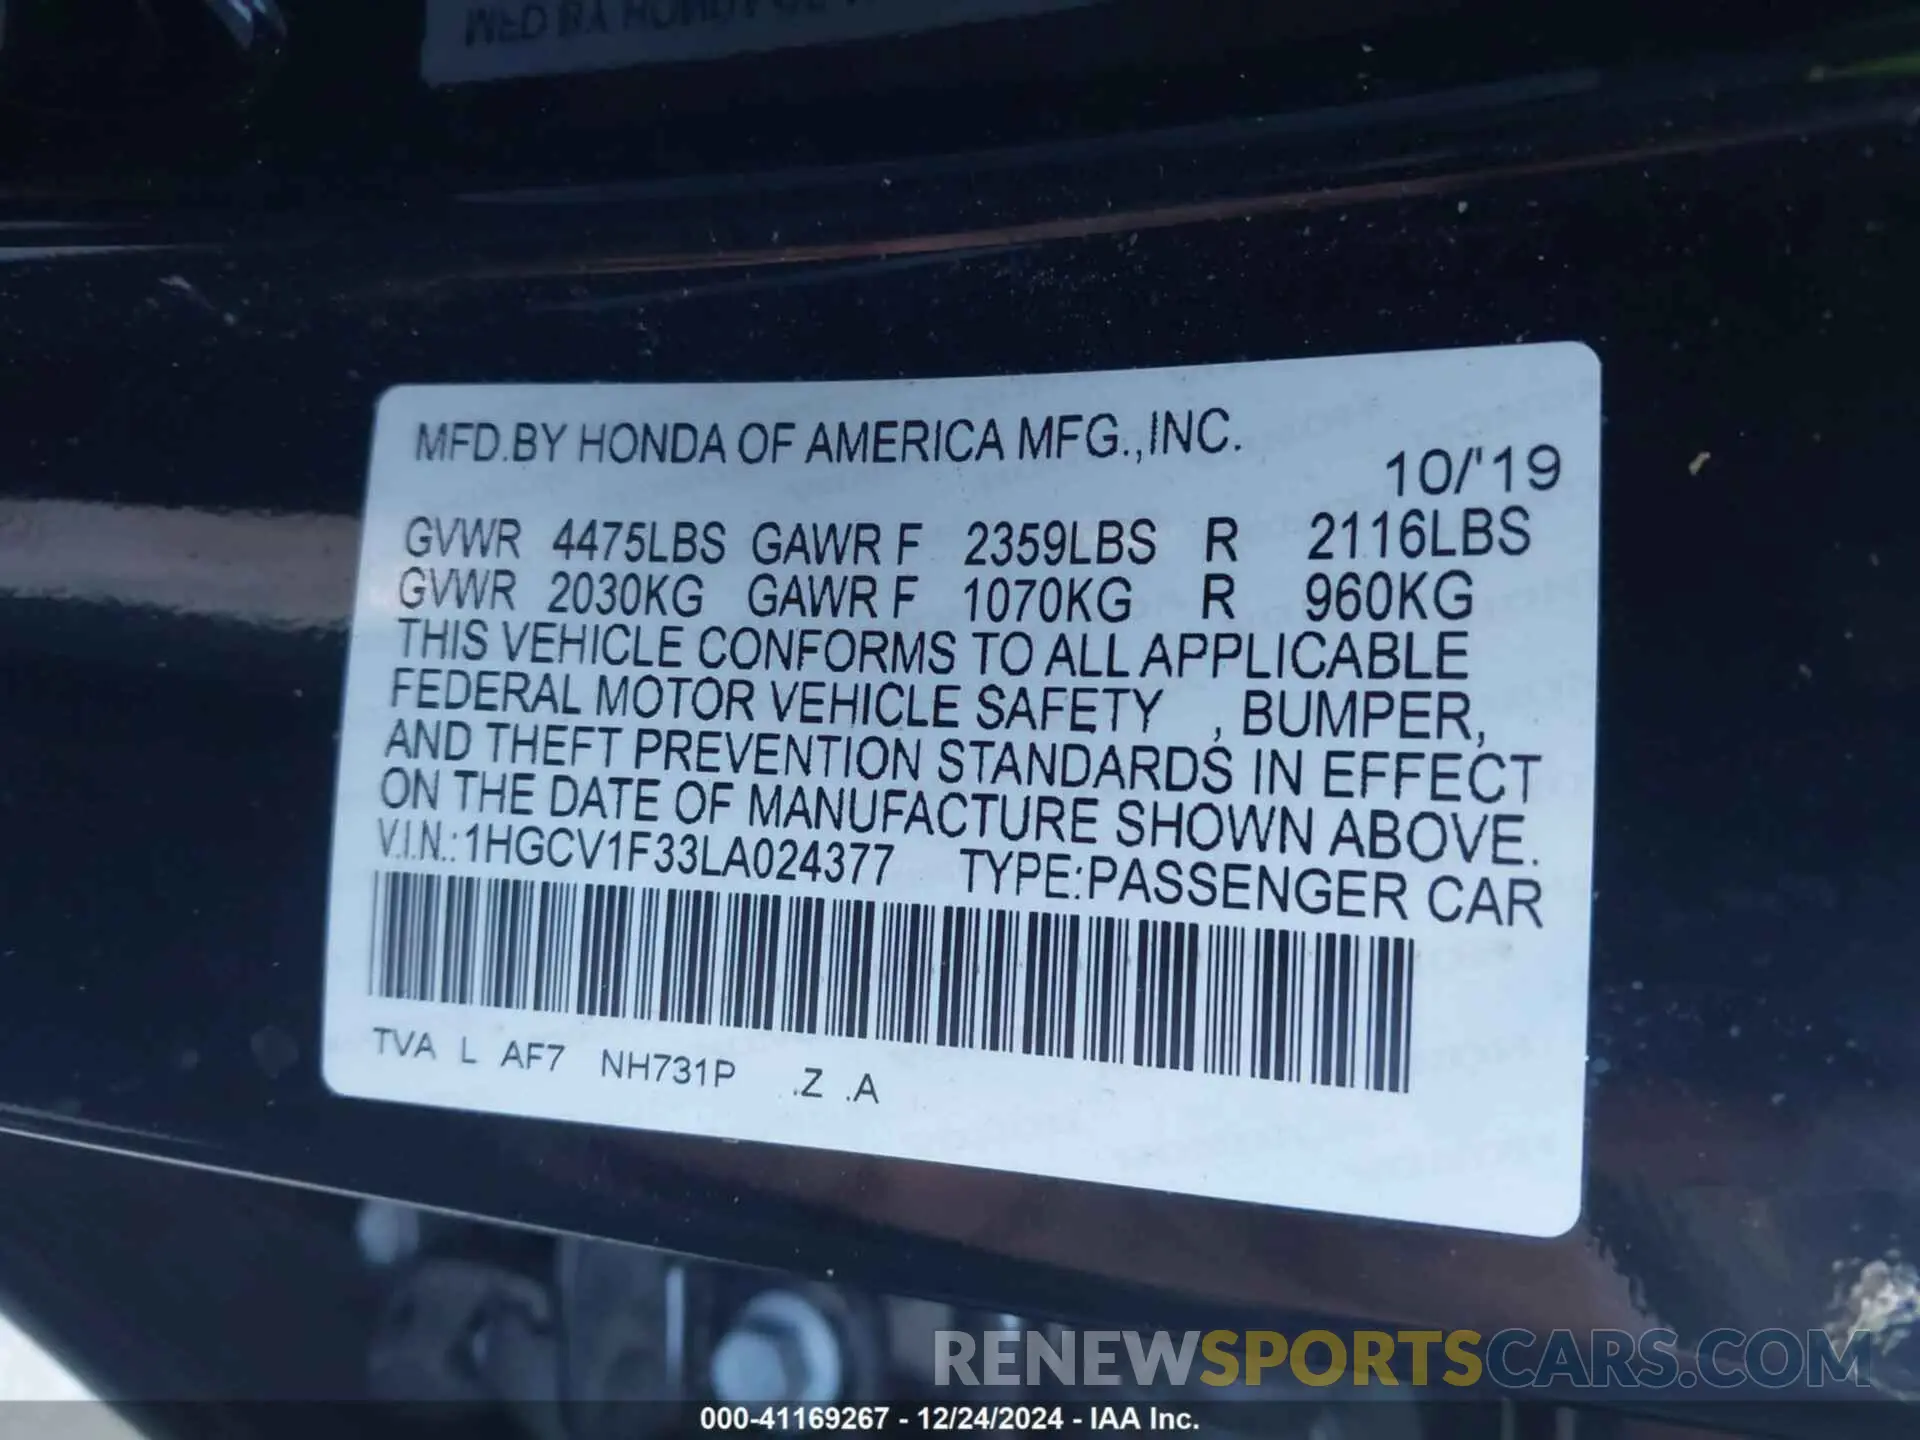 MFD.BY HONDA OF AMERICA MFG.,INC.
10/'19
GVWR 4475LBS GAWR F 2359LBS R 2116LBS
GVWR 2030KG GAWR F 1070KG R 960KG
THIS VEHICLE CONFORMS TO ALL APPLICABLE
FEDERAL MOTOR VEHICLE SAFETY , BUMPER,
AND THEFT PREVENTION STANDARDS IN EFFECT
ON THE DATE OF MANUFACTURE SHOWN ABOVE.
V.I.N.:1HGCV1F33LA024377 TYPE:PASSENGER CAR
TVA L AF7 NH731P .Z .A
RENEWSPORTSCARS.COM
000-41169267 - 12/24/2024 - IAA Inc.